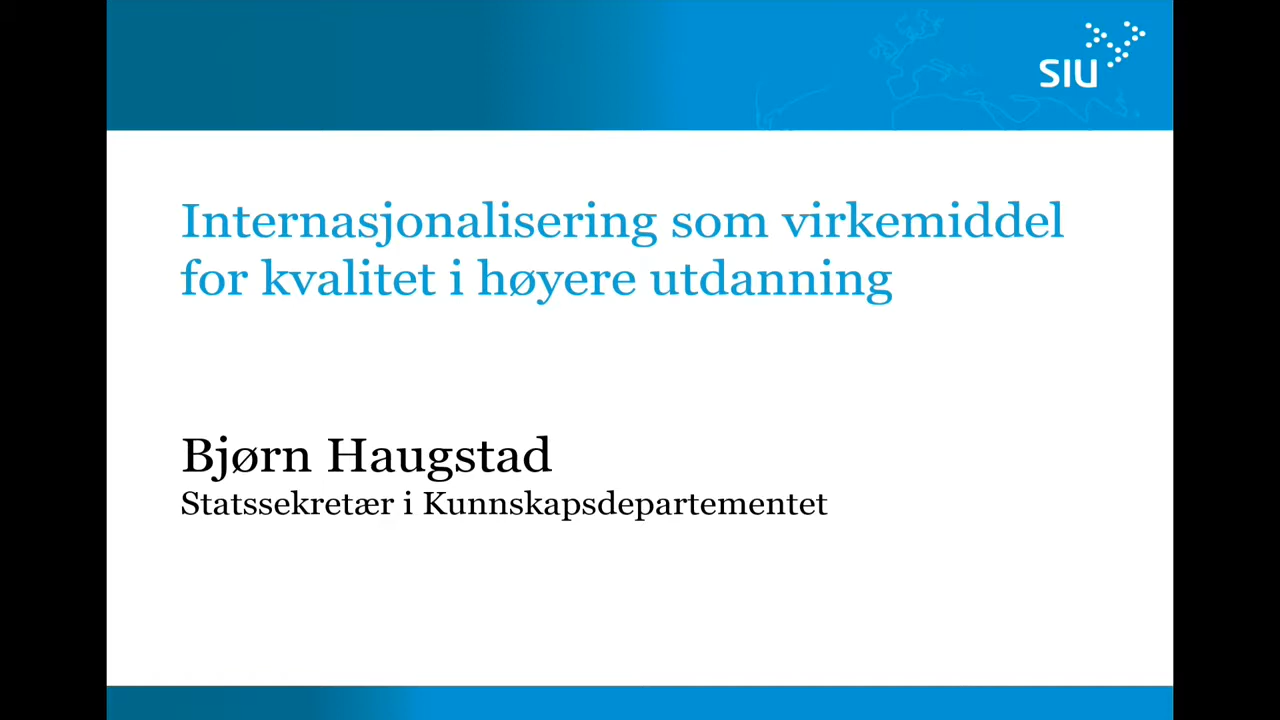 SIU
Internasjonalisering som virkemiddel
for kvalitet i høyere utdanning
Bjørn Haugstad
Statssekretær i Kunnskapsdepartementet